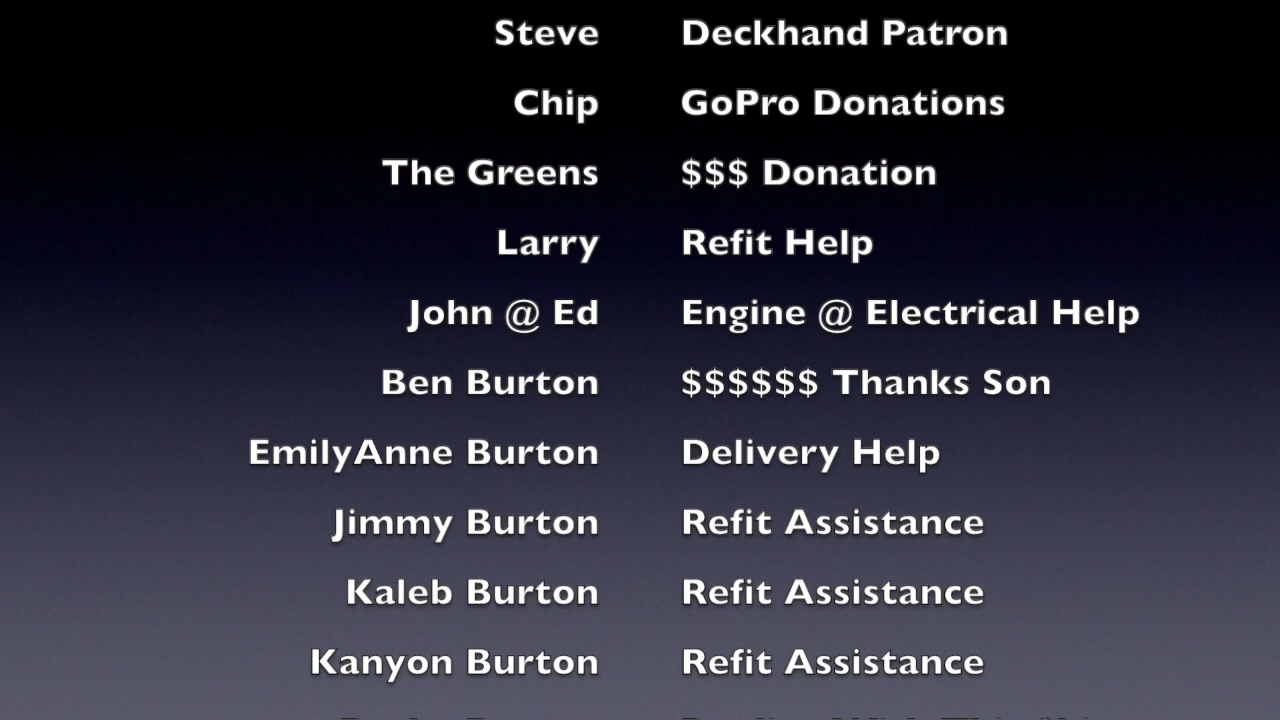 Steve Deckhand Patron
Chip GoPro Donations
The Greens $$$ Donation
Larry Refit Help
John @ Ed Engine @ Electrical Help
Ben Burton $$$$$$ Thanks Son
EmilyAnne Burton Delivery Help
Jimmy Burton Refit Assistance
Kaleb Burton Refit Assistance
Kanyon Burton Refit Assistance